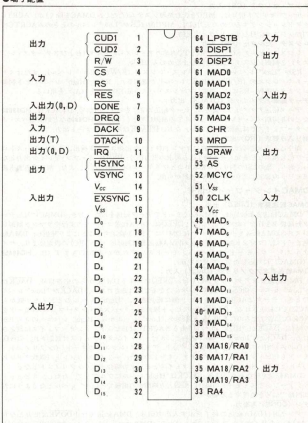 ●端子配置
CUD1 1 64 LPSTB 入力
出力
CUD2 2 63 DISP1
出力
R/W 3 62 DISP2
CS 4 61 MAD0
入力
RS 5 60 MAD1
RES 6 59 MAD2 入出力
入出力(O, D) DONE 7 58 MAD3
出力 DREQ 8 57 MAD4
入力 DACK 9 56 CHR
出力(T) DTACK 10 55 MRD
出力(O, D) IRQ 11 54 DRAW 出力
HSYNC 12 53 AS
出力
VSYNC 13 52 MCYC
Vcc 14 51 Vss
入出力 EXSYNC 15 50 2CLK 入力
Vss 16 49 Vcc
D₀ 17 48 MAD₅
D₁ 18 47 MAD₆
D₂ 19 46 MAD₇
D₃ 20 45 MAD₈
D₄ 21 44 MAD₉
D₅ 22 43 MAD₁₀ 入出力
D₆ 23 42 MAD₁₁
D₇ 24 41 MAD₁₂
入出力
D₈ 25 40 MAD₁₃
D₉ 26 39 MAD₁₄
D₁₀ 27 38 MAD₁₅
D₁₁ 28 37 MA16/RA0
D₁₂ 29 36 MA17/RA1
D₁₃ 30 35 MA18/RA2 出力
D₁₄ 31 34 MA19/RA3
D₁₅ 32 33 RA4